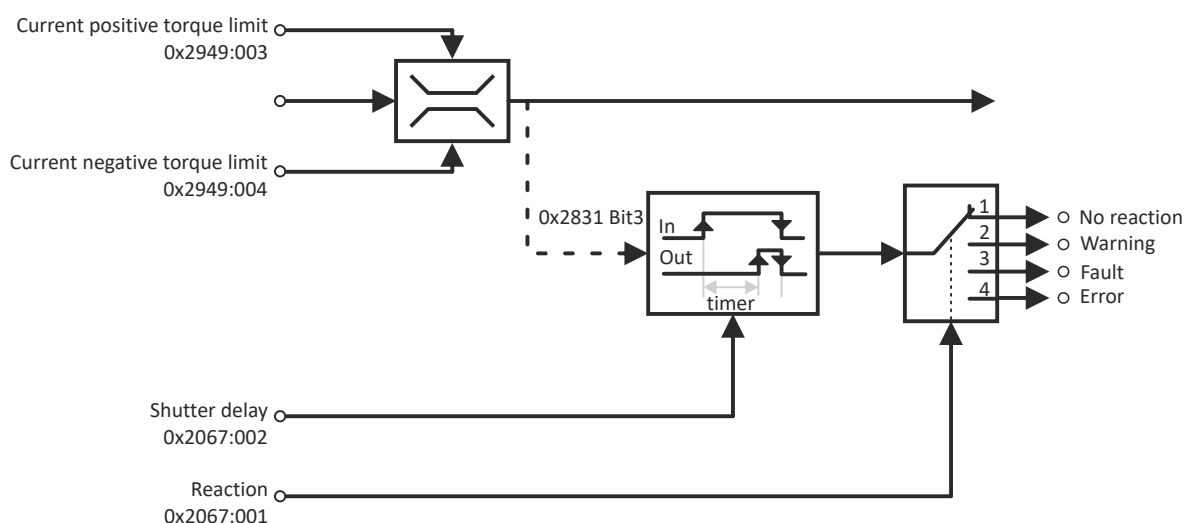 Current positive torque limit
0x2949:003
Current negative torque limit
0x2949:004
0x2831 Bit3
In
Out
timer
1
No reaction
2
Warning
3
Fault
4
Error
Shutter delay
0x2067:002
Reaction
0x2067:001